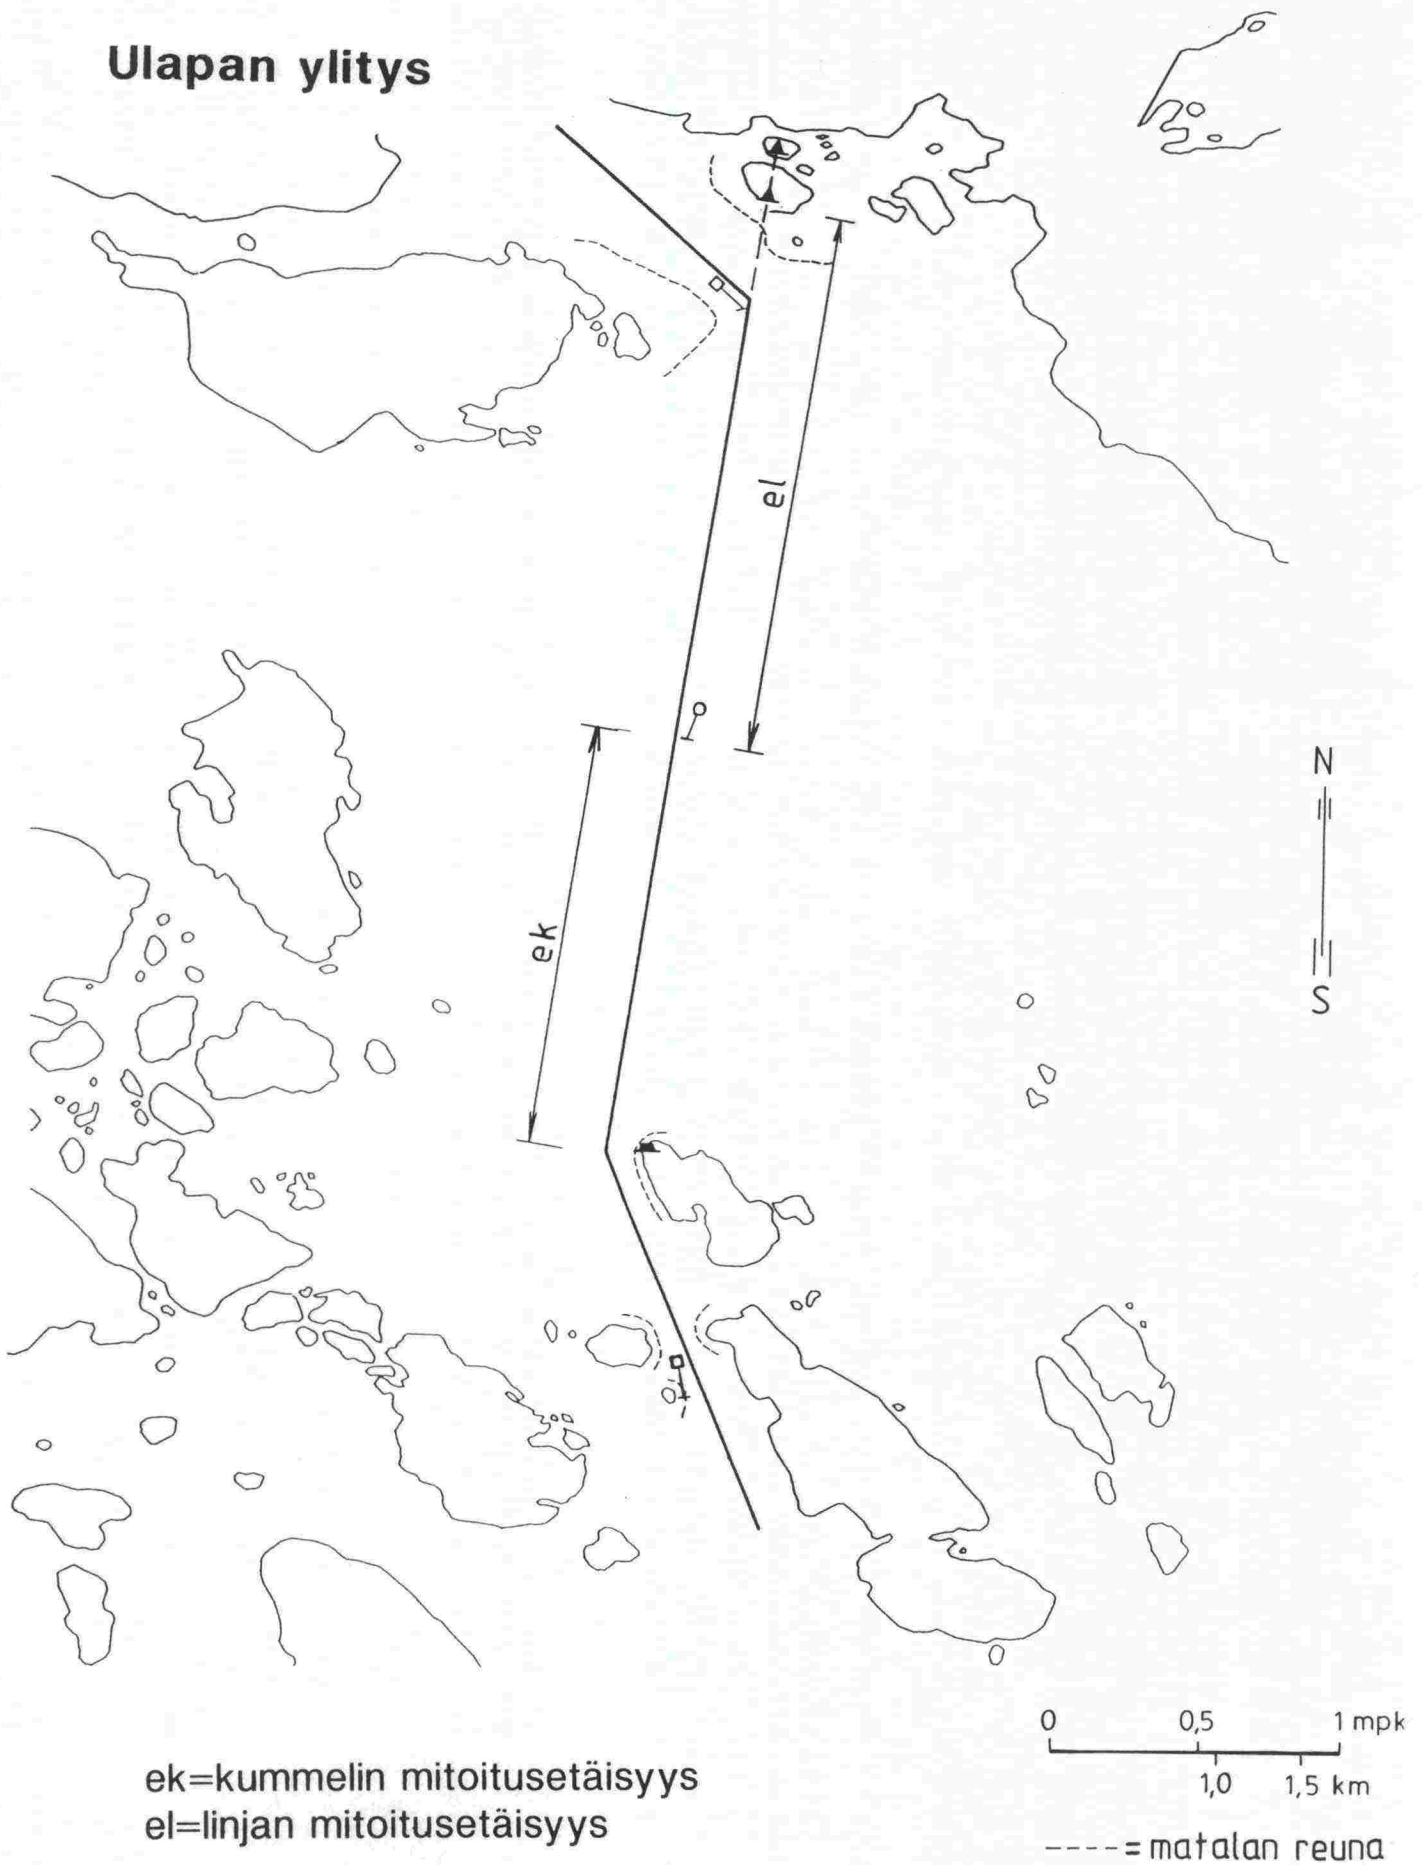 Ulapan ylitys
el
N
ek
S
0 0,5 1 mpk
1,0 1,5 km
ek=kummelin mitoitusetäisyys
el=linjan mitoitusetäisyys
----= matalan reuna